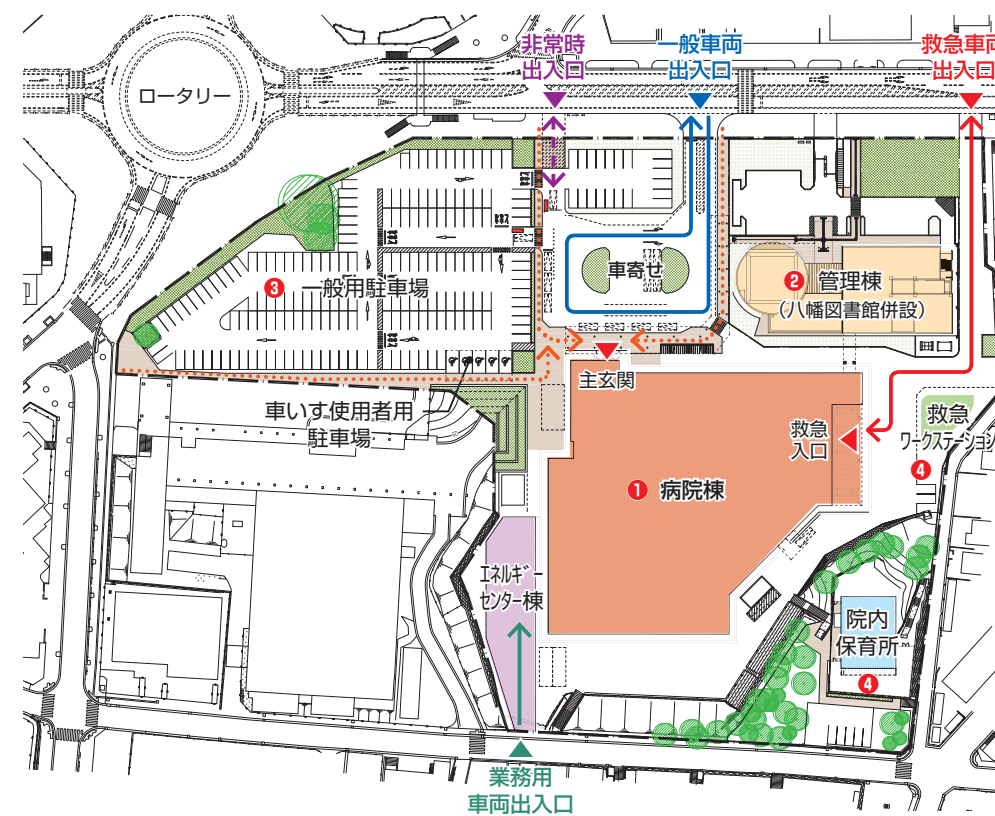 非常時
出入口
一般車両
出入口
救急車両
出入口
ロータリー
車寄せ
❷ 管理棟
（八幡図書館併設）
❸ 一般用駐車場
主玄関
車いす使用者用
駐車場
救急
入口
救急
ワークステーション
❹
❶ 病院棟
エネルギー
センター棟
院内
保育所
❹
業務用
車両出入口